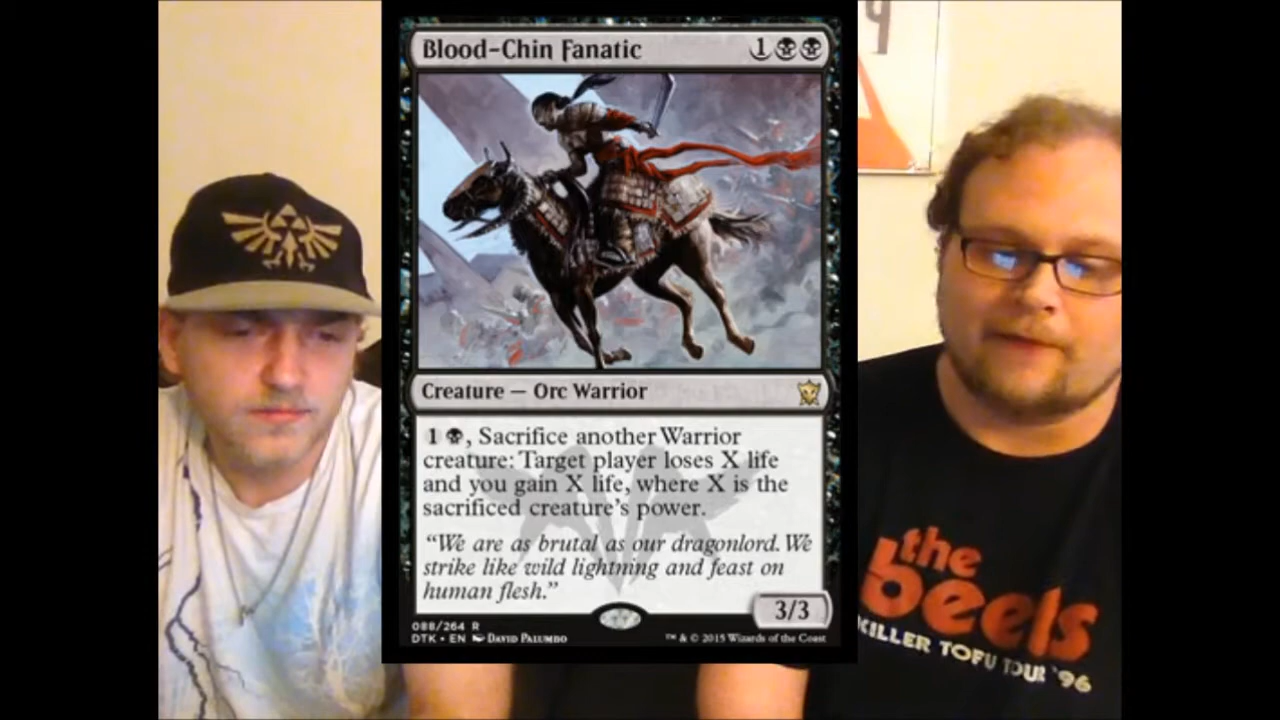 Blood-Chin Fanatic 1
Creature — Orc Warrior
1 , Sacrifice another Warrior
creature: Target player loses X life
and you gain X life, where X is the
sacrificed creature's power.
"We are as brutal as our dragonlord. We
strike like wild lightning and feast on
human flesh."
3/3
088/264 R
DTK • EN DAVID PALUMBO ™ & © 2015 Wizards of the Coast
the
beets
KILLER TOFU TOUR '96